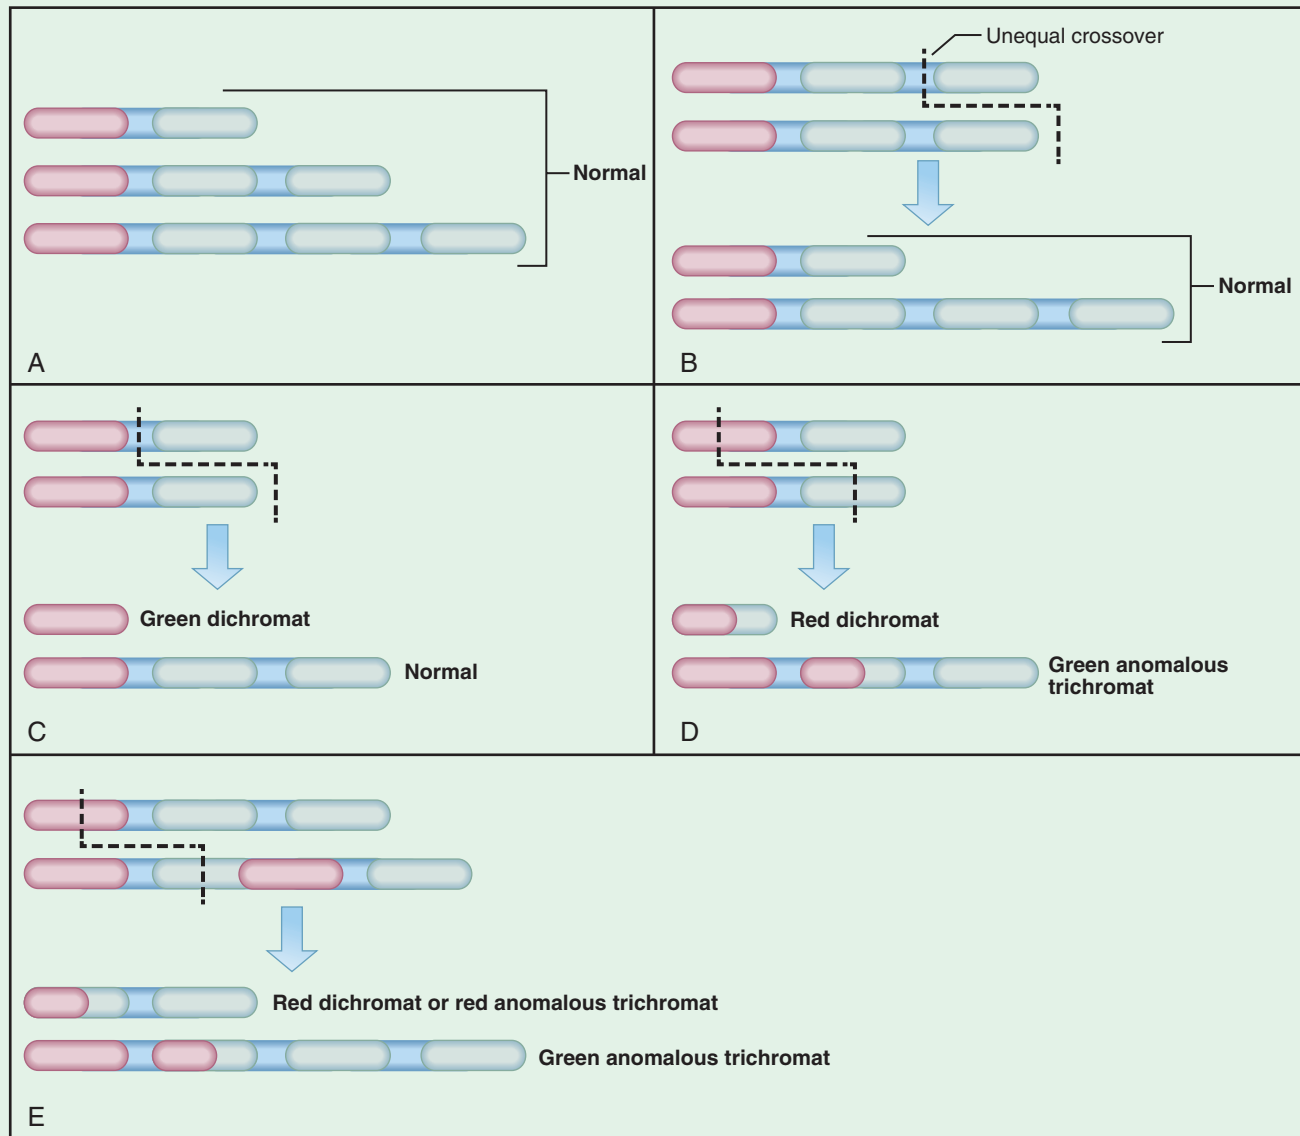 Normal
A
Unequal crossover
Normal
B
Green dichromat
Normal
C
Red dichromat
Green anomalous
trichromat
D
Red dichromat or red anomalous trichromat
Green anomalous trichromat
E